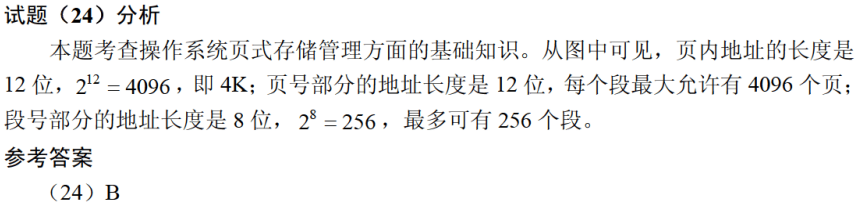 试题（24）分析
本题考查操作系统页式存储管理方面的基础知识。从图中可见，页内地址的长度是
12 位，2¹² = 4096，即 4K；页号部分的地址长度是 12 位，每个段最大允许有 4096 个页；
段号部分的地址长度是 8 位，2⁸ = 256，最多可有 256 个段。
参考答案
（24）B